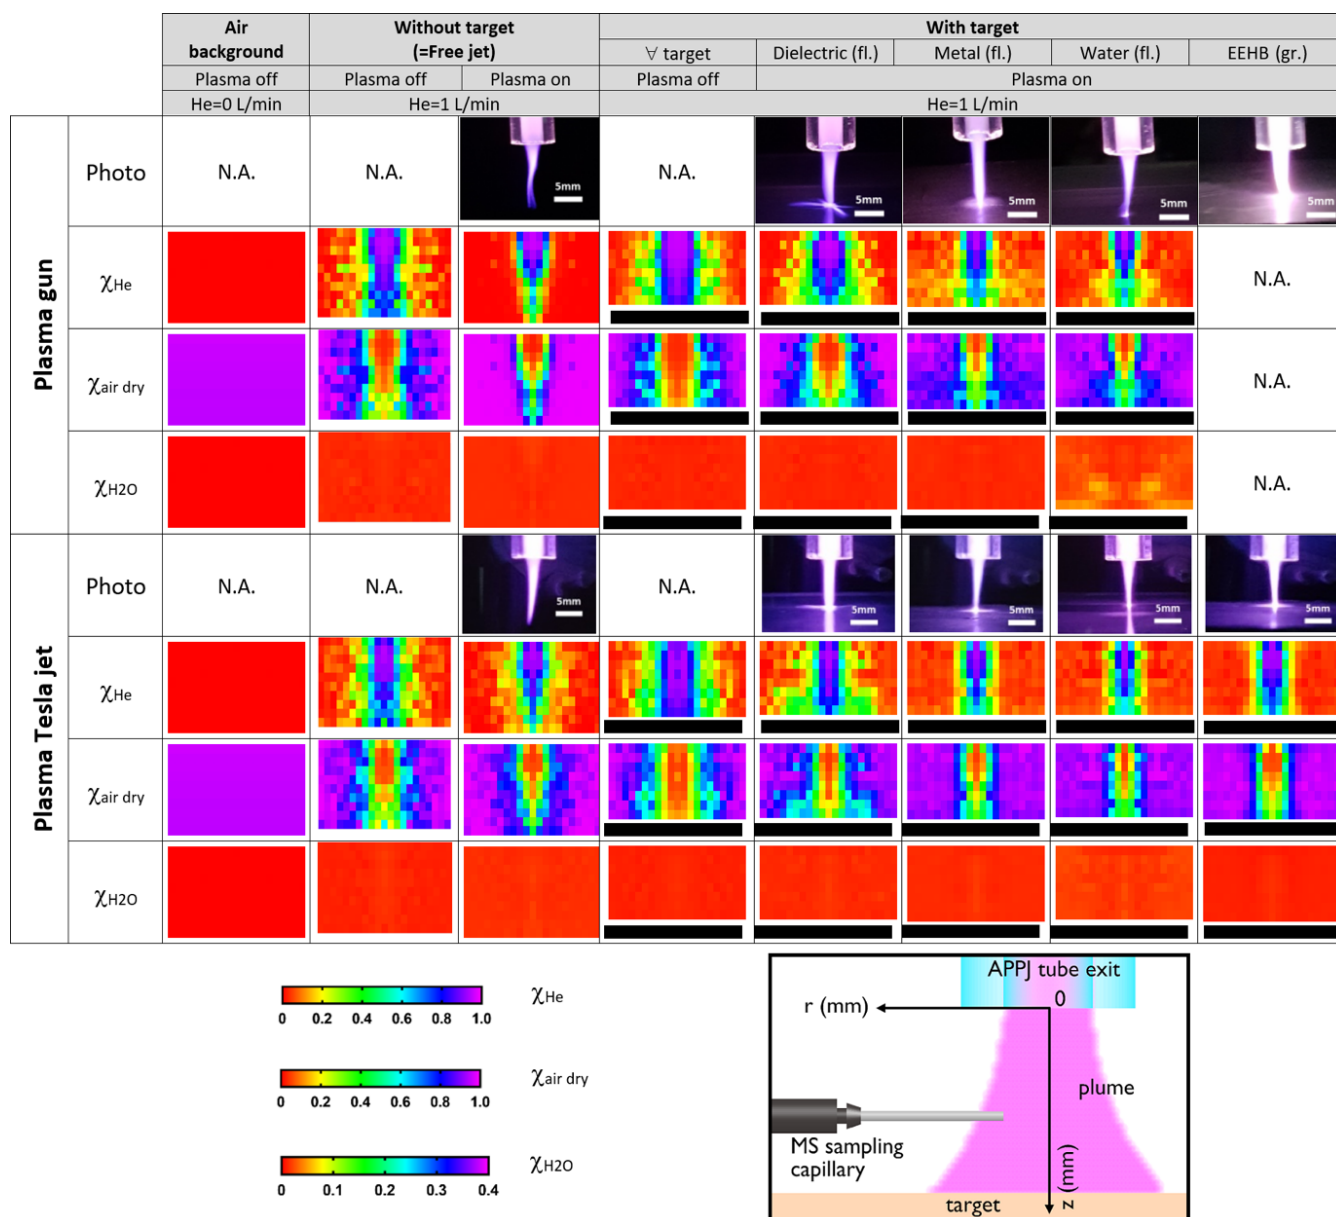 Air background
Without target (=Free jet)
With target
∀ target
Dielectric (fl.)
Metal (fl.)
Water (fl.)
EEHB (gr.)
Plasma off
Plasma off
Plasma on
Plasma off
Plasma on
He=0 L/min
He=1 L/min
He=1 L/min
Plasma gun
Photo
N.A.
N.A.
5mm
N.A.
5mm
5mm
5mm
5mm
χHe
N.A.
χair dry
N.A.
χH2O
N.A.
Plasma Tesla jet
Photo
N.A.
N.A.
5mm
N.A.
5mm
5mm
5mm
5mm
χHe
χair dry
χH2O
χHe
0 0.2 0.4 0.6 0.8 1.0
χair dry
0 0.2 0.4 0.6 0.8 1.0
χH2O
0 0.1 0.2 0.3 0.4
APPJ tube exit
0
r (mm)
plume
MS sampling
capillary
z (mm)
target